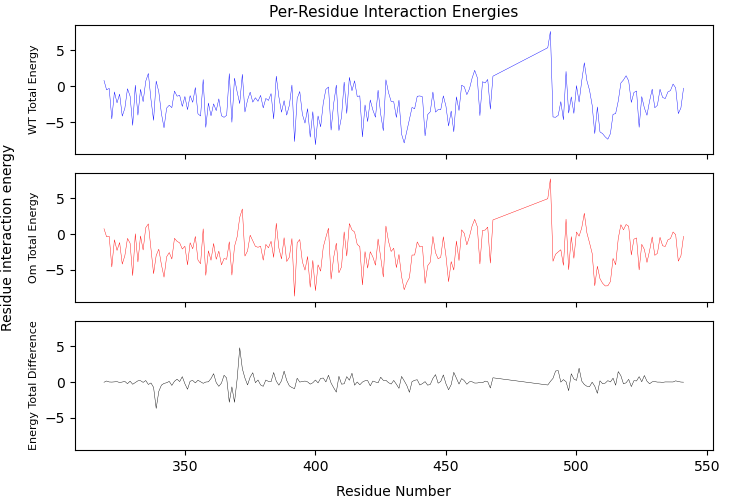 Per-Residue Interaction Energies
Residue interaction energy
WT Total Energy
5
0
−5
Om Total Energy
5
0
−5
Energy Total Difference
5
0
−5
350
400
450
500
550
Residue Number